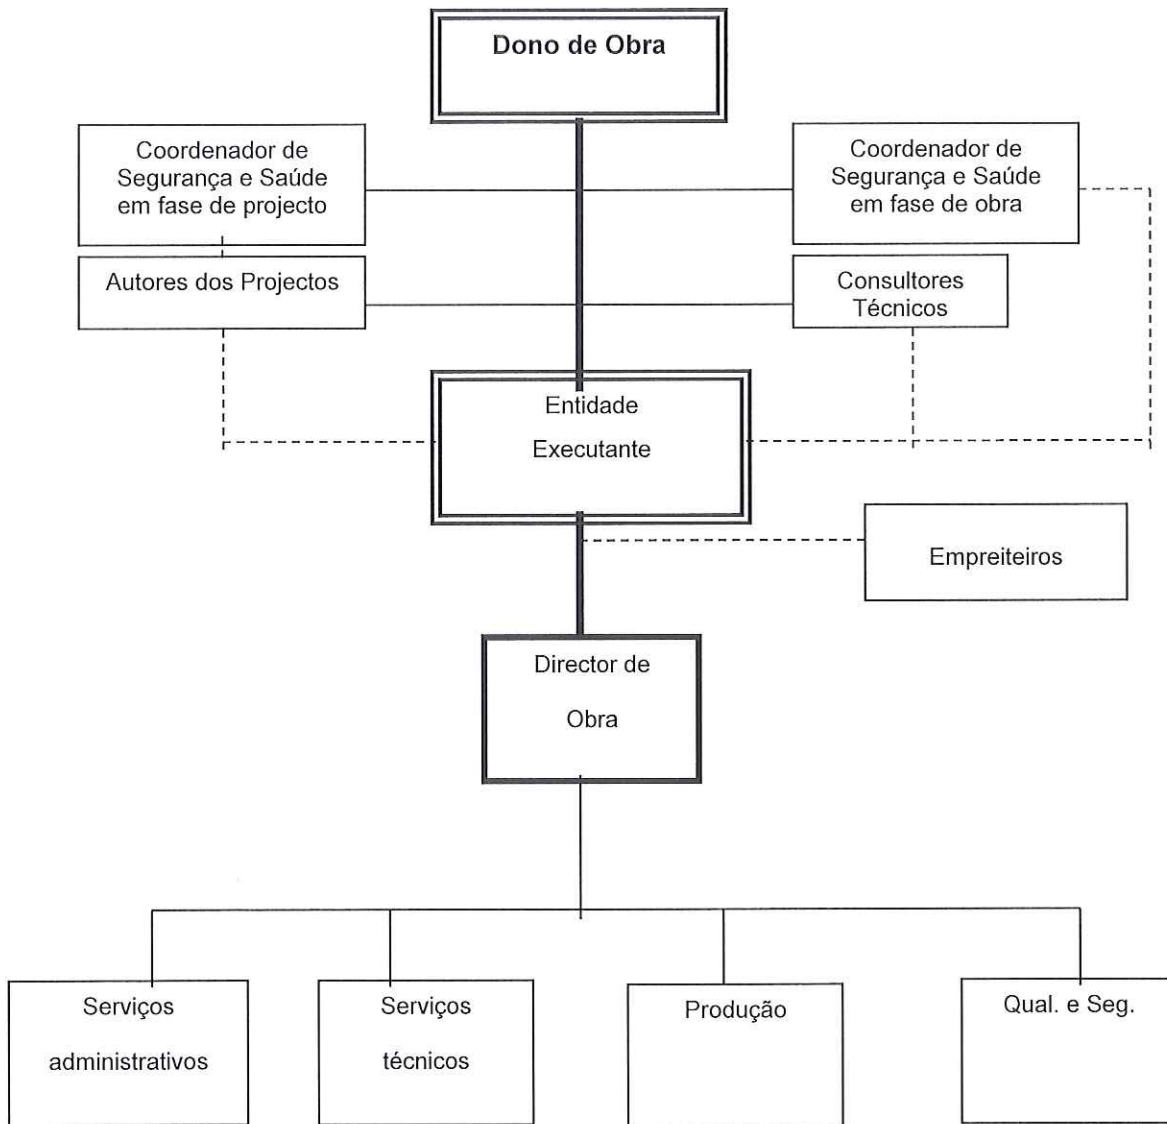 Dono de Obra
Coordenador de
Segurança e Saúde
em fase de projecto
Coordenador de
Segurança e Saúde
em fase de obra
Autores dos Projectos
Consultores
Técnicos
Entidade
Executante
Empreiteiros
Director de
Obra
Serviços
administrativos
Serviços
técnicos
Produção
Qual. e Seg.